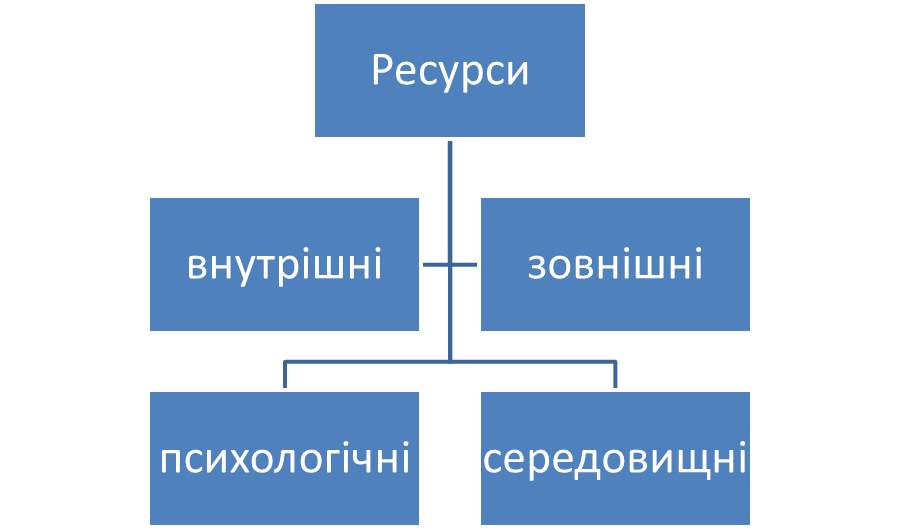 Ресурси
внутрішні
зовнішні
психологічні
середовищні